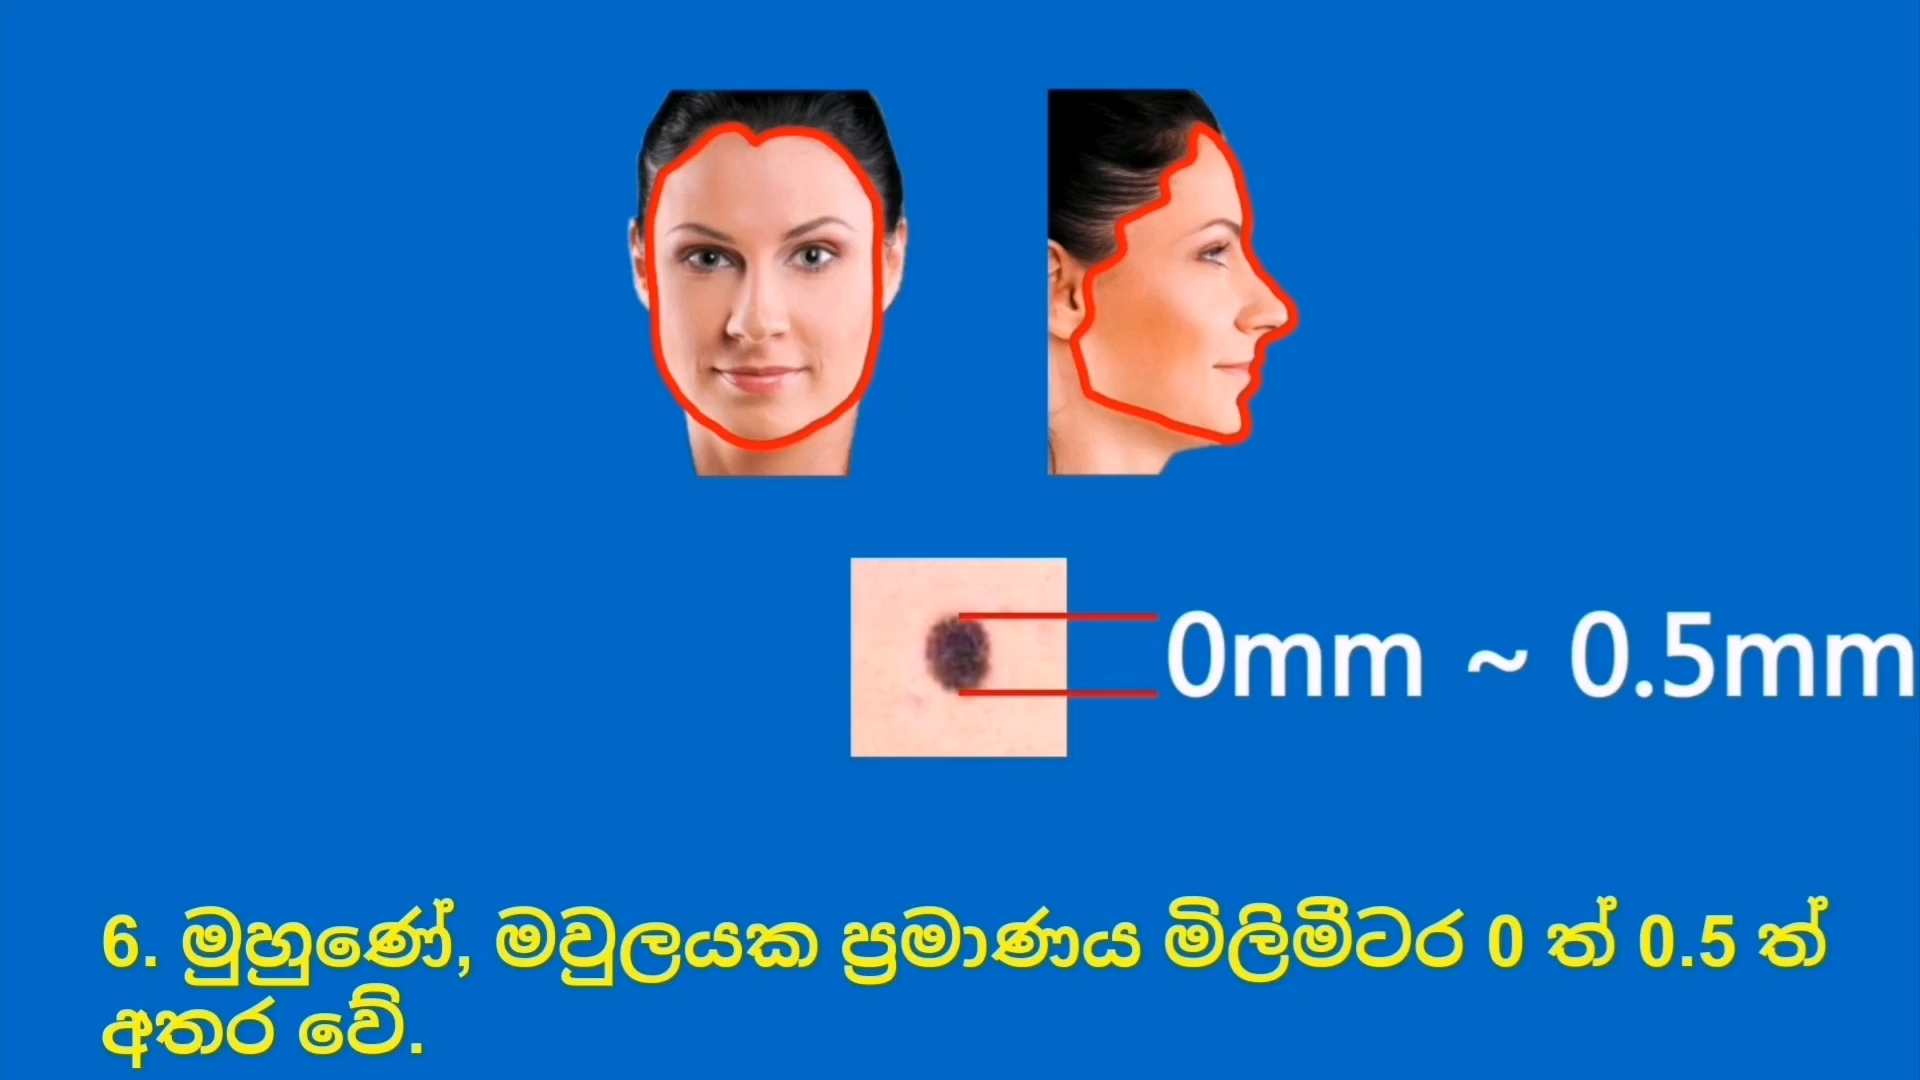 0mm ~ 0.5mm
6. මුහුණේ, මවුලයක ප්‍රමාණය මිලිමීටර 0 ත් 0.5 ත්
අතර වේ.